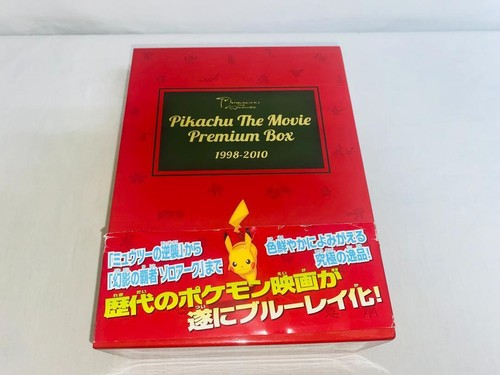 Pikachu The Movie
Premium Box
1998-2010
「ミュウツーの逆襲」から
「幻影の覇者 ゾロアーク」まで
色鮮やかによみがえる
究極の逸品!
歴代のポケモン映画が
遂にブルーレイ化!